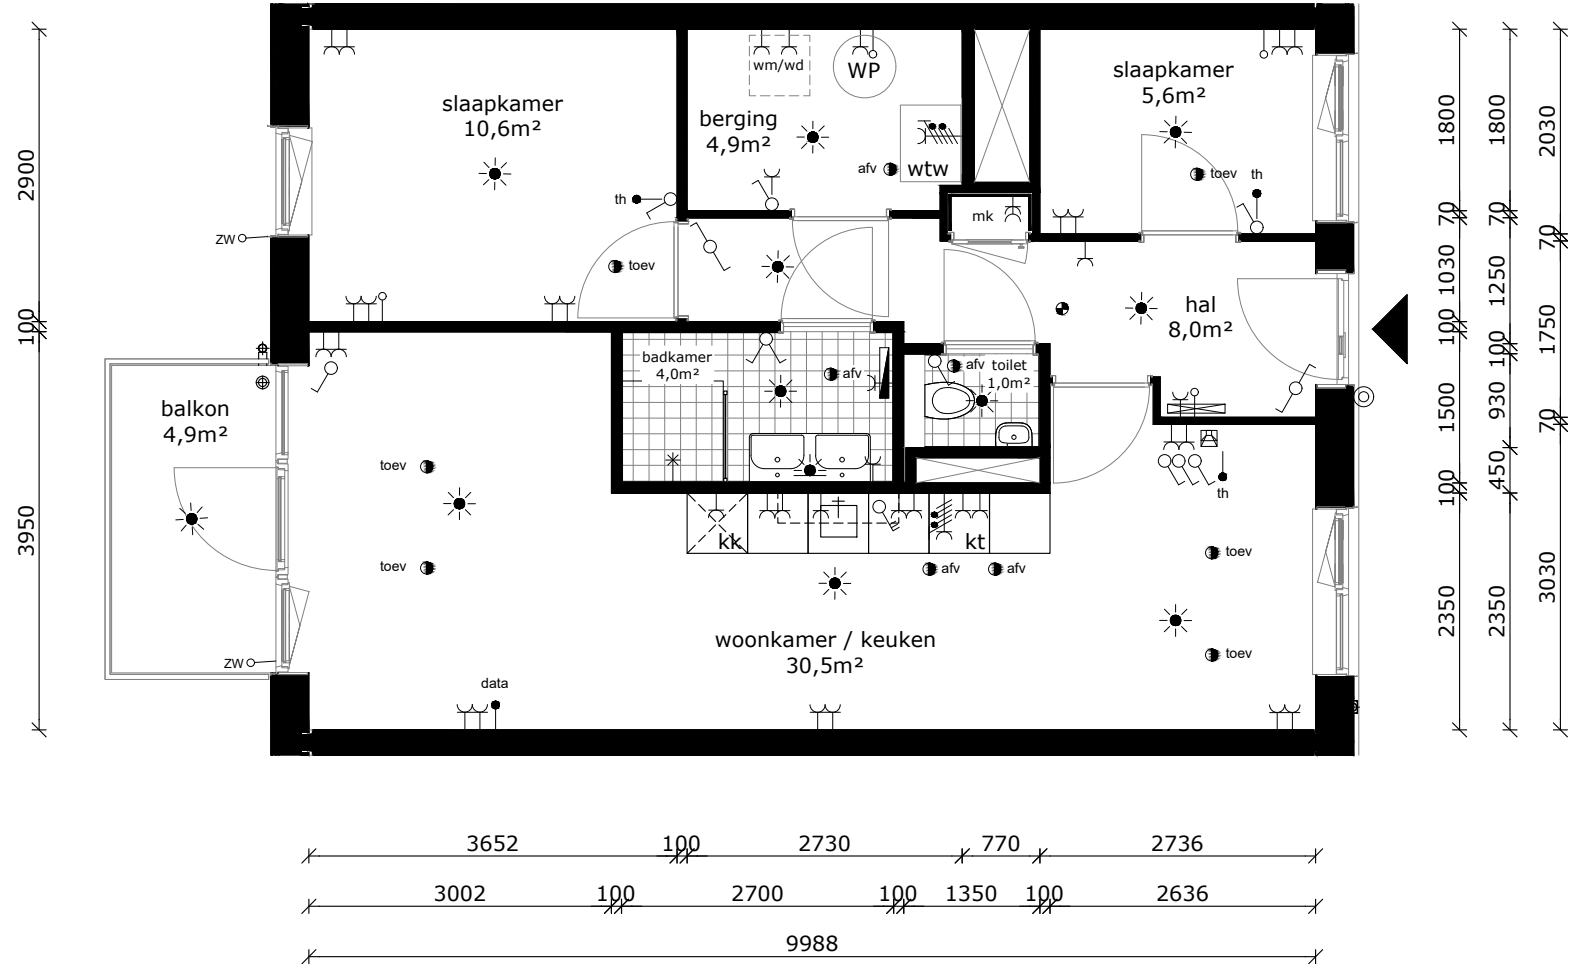 slaapkamer
10,6m²
wm/wd
WP
berging
4,9m²
afv
wtw
slaapkamer
5,6m²
toev
th
th
mk
ZW
toev
hal
8,0m²
badkamer
4,0m²
afv
afv
toilet
1,0m²
balkon
4,9m²
toev
th
toev
kk
kt
afv
afv
toev
woonkamer / keuken
30,5m²
toev
ZW
data
2900
100
3950
1800
70
1030
100
1500
100
2350
1800
70
1250
100
930
450
2350
2030
70
1750
70
3030
3652
100
2730
770
2736
3002
100
2700
100
1350
100
2636
9988